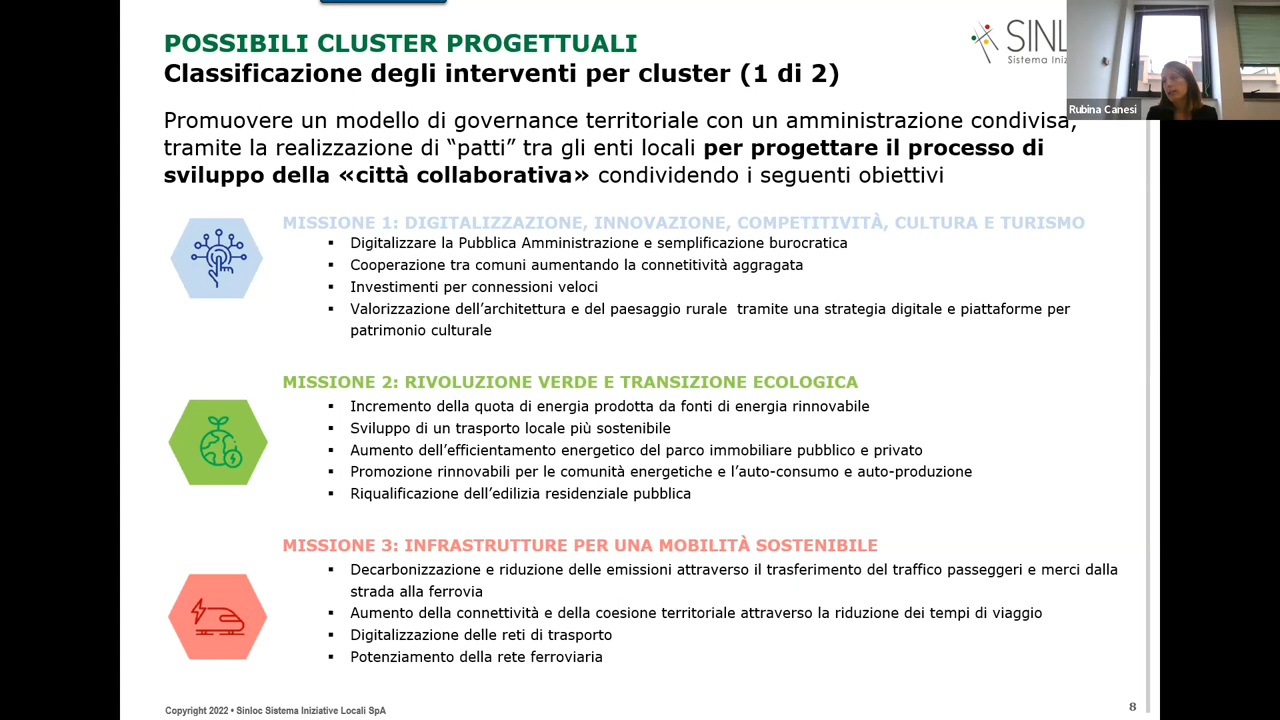 POSSIBILI CLUSTER PROGETTUALI
Classificazione degli interventi per cluster (1 di 2)
Rubina Canesi
Promuovere un modello di governance territoriale con un amministrazione condivisa,
tramite la realizzazione di “patti” tra gli enti locali per progettare il processo di
sviluppo della «città collaborativa» condividendo i seguenti obiettivi
MISSIONE 1: DIGITALIZZAZIONE, INNOVAZIONE, COMPETITIVITÀ, CULTURA E TURISMO
▪ Digitalizzare la Pubblica Amministrazione e semplificazione burocratica
▪ Cooperazione tra comuni aumentando la connetitività aggragata
▪ Investimenti per connessioni veloci
▪ Valorizzazione dell’architettura e del paesaggio rurale tramite una strategia digitale e piattaforme per
patrimonio culturale
MISSIONE 2: RIVOLUZIONE VERDE E TRANSIZIONE ECOLOGICA
▪ Incremento della quota di energia prodotta da fonti di energia rinnovabile
▪ Sviluppo di un trasporto locale più sostenibile
▪ Aumento dell’efficientamento energetico del parco immobiliare pubblico e privato
▪ Promozione rinnovabili per le comunità energetiche e l’auto-consumo e auto-produzione
▪ Riqualificazione dell’edilizia residenziale pubblica
MISSIONE 3: INFRASTRUTTURE PER UNA MOBILITÀ SOSTENIBILE
▪ Decarbonizzazione e riduzione delle emissioni attraverso il trasferimento del traffico passeggeri e merci dalla
strada alla ferrovia
▪ Aumento della connettività e della coesione territoriale attraverso la riduzione dei tempi di viaggio
▪ Digitalizzazione delle reti di trasporto
▪ Potenziamento della rete ferroviaria
Copyright 2022 • Sinloc Sistema Iniziative Locali SpA
8